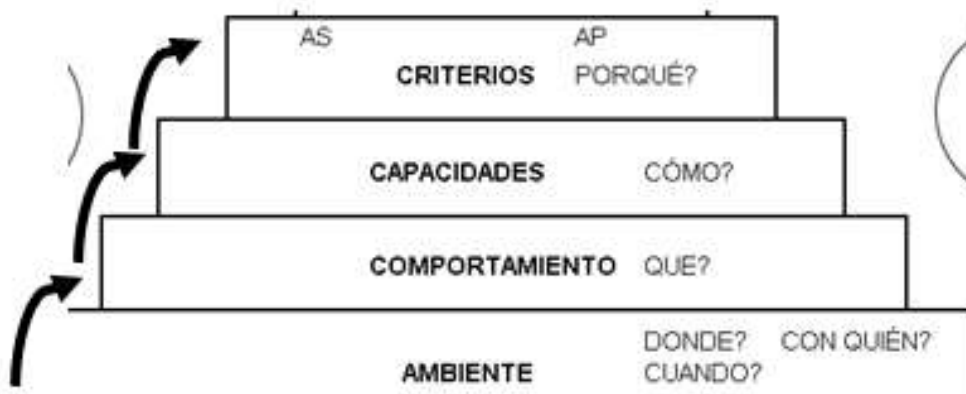 AS AP
CRITERIOS PORQUÉ?
CAPACIDADES CÓMO?
COMPORTAMIENTO QUE?
DONDE? CON QUIÉN?
AMBIENTE CUANDO?